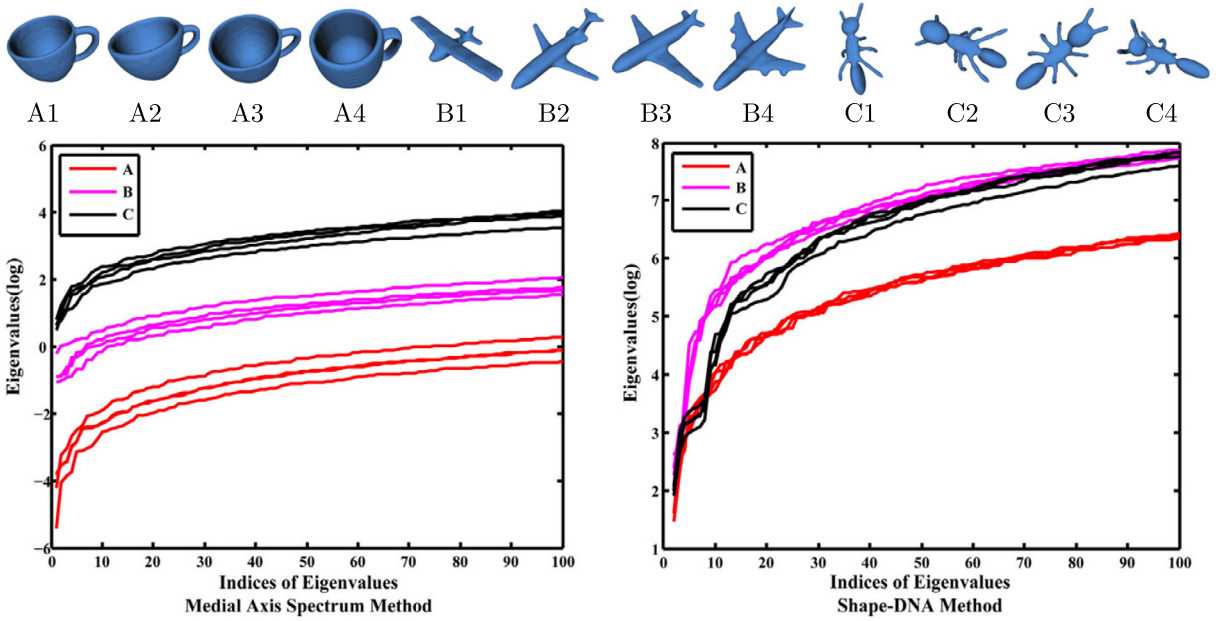 A1 A2 A3 A4 B1 B2 B3 B4 C1 C2 C3 C4
6
4
2
0
−2
−4
−6
Eigenvalues(log)
A
B
C
0 10 20 30 40 50 60 70 80 90 100
Indices of Eigenvalues
Medial Axis Spectrum Method
8
7
6
5
4
3
2
1
Eigenvalues(log)
A
B
C
0 10 20 30 40 50 60 70 80 90 100
Indices of Eigenvalues
Shape-DNA Method